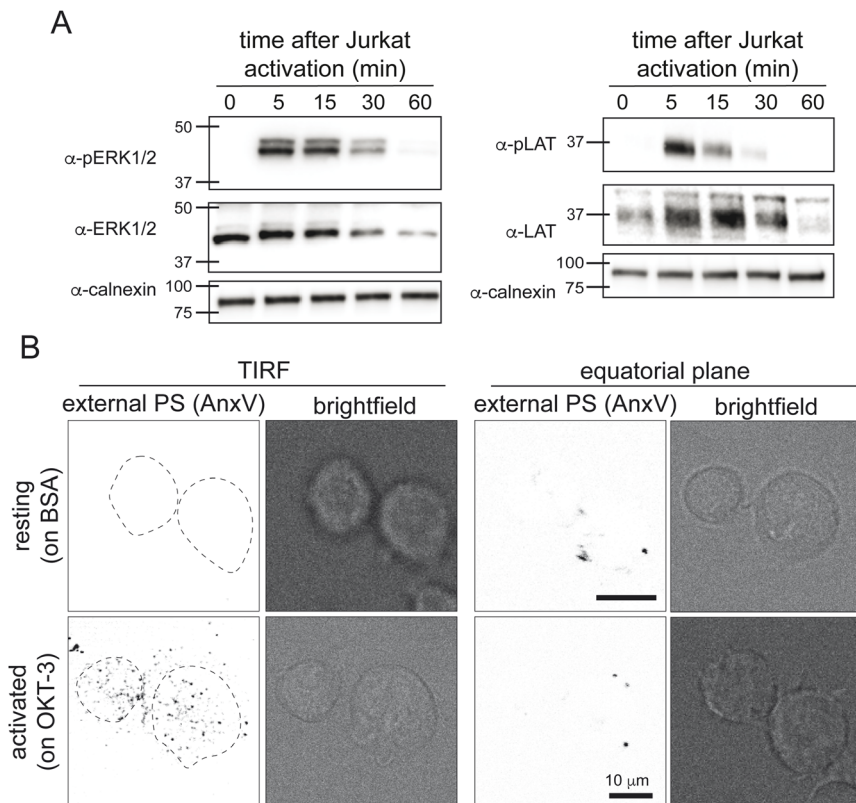 A
time after Jurkat
activation (min)
0 5 15 30 60
50
α-pERK1/2
37
50
α-ERK1/2
37
α-calnexin
100
75
time after Jurkat
activation (min)
0 5 15 30 60
α-pLAT
37
α-LAT
37
100
α-calnexin
75
B
TIRF
equatorial plane
external PS (AnxV)
brightfield
external PS (AnxV)
brightfield
resting
(on BSA)
activated
(on OKT-3)
10 μm